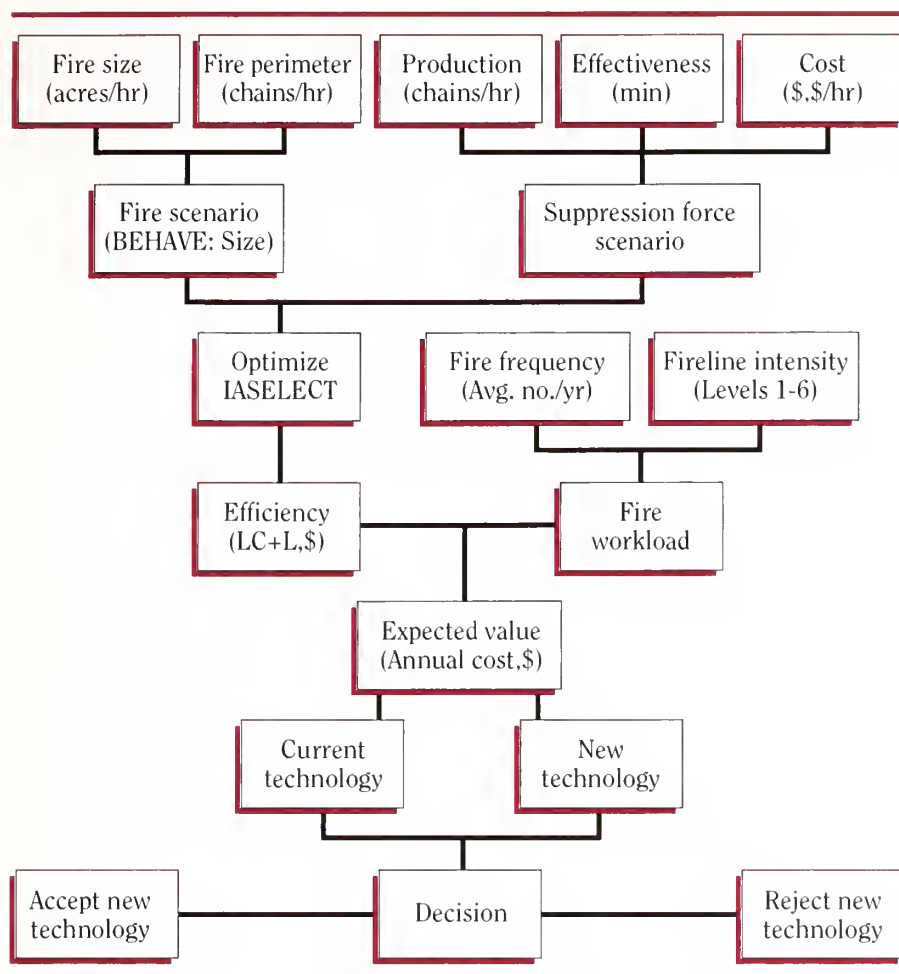 Fire size
(acres/hr)
Fire perimeter
(chains/hr)
Production
(chains/hr)
Effectiveness
(min)
Cost
($,$/hr)
Fire scenario
(BEHAVE: Size)
Suppression force
scenario
Optimize
IASELECT
Fire frequency
(Avg. no./yr)
Fireline intensity
(Levels 1-6)
Efficiency
(LC+L,$)
Fire
workload
Expected value
(Annual cost,$)
Current
technology
New
technology
Accept new
technology
Decision
Reject new
technology